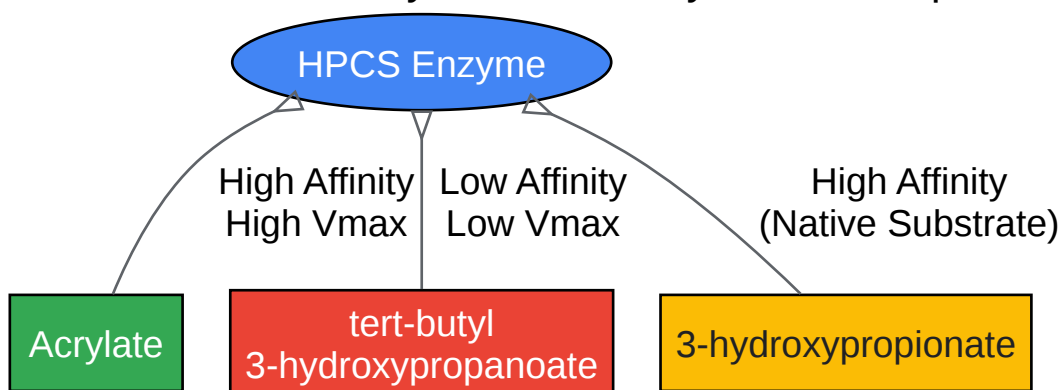 HPCS Enzyme
High Affinity
High Vmax
Low Affinity
Low Vmax
High Affinity
(Native Substrate)
Acrylate
tert-butyl
3-hydroxypropanoate
3-hydroxypropionate